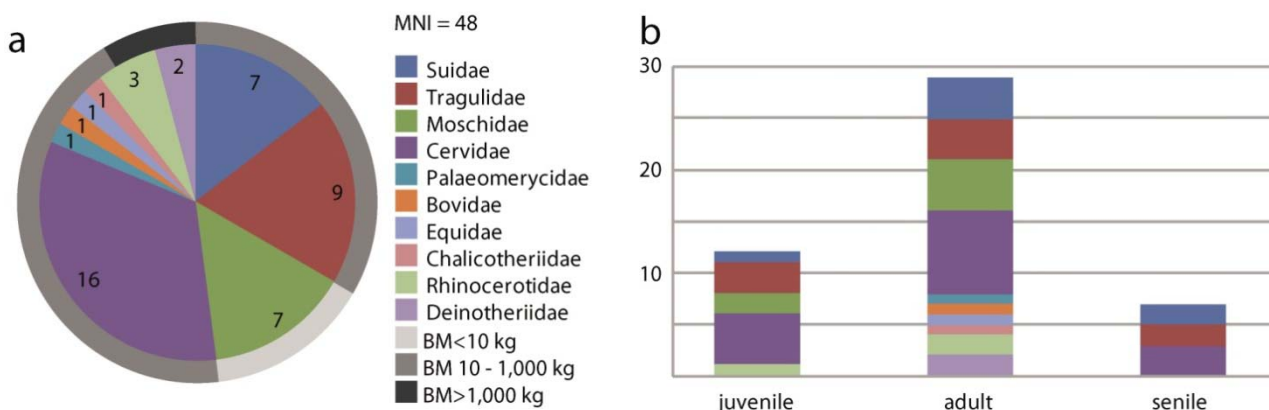 a
MNI = 48
Suidae
Tragulidae
Moschidae
Cervidae
Palaeomerycidae
Bovidae
Equidae
Chalicotheriidae
Rhinocerotidae
Deinotheriidae
BM<10 kg
BM 10 - 1,000 kg
BM>1,000 kg
7
9
7
16
1
1
1
1
3
2
b
30
20
10
juvenile
adult
senile